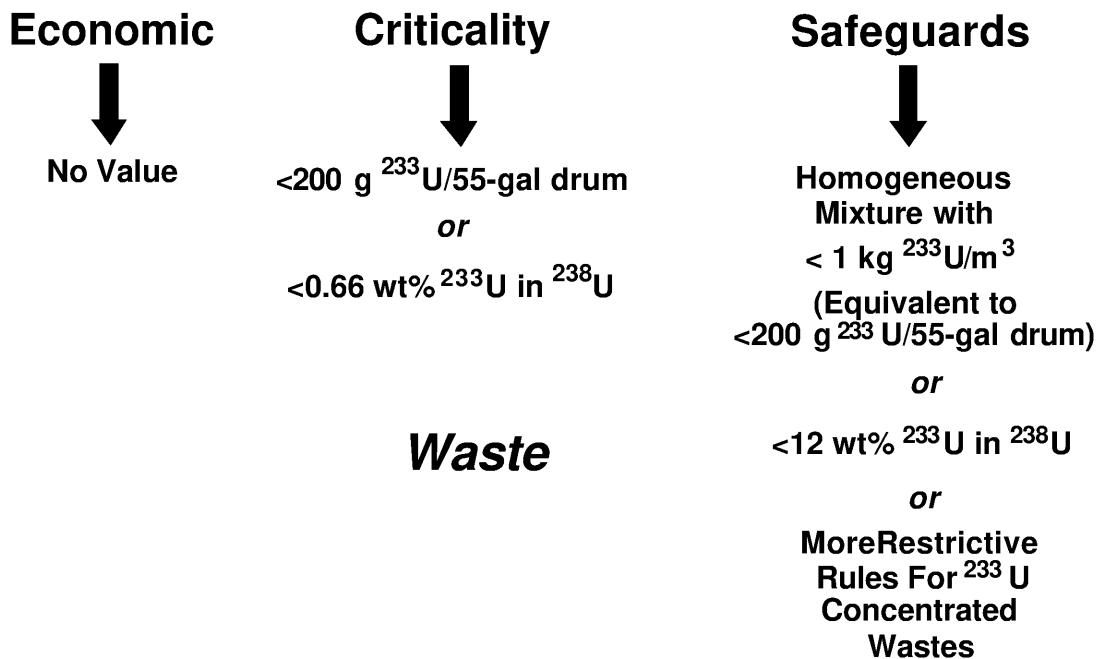 Economic
No Value
Criticality
<200 g ²³³U/55-gal drum
or
<0.66 wt% ²³³U in ²³⁸U
Safeguards
Homogeneous
Mixture with
< 1 kg ²³³U/m³
(Equivalent to
<200 g ²³³ U/55-gal drum)
or
<12 wt% ²³³U in ²³⁸U
or
MoreRestrictive
Rules For ²³³ U
Concentrated
Wastes
Waste